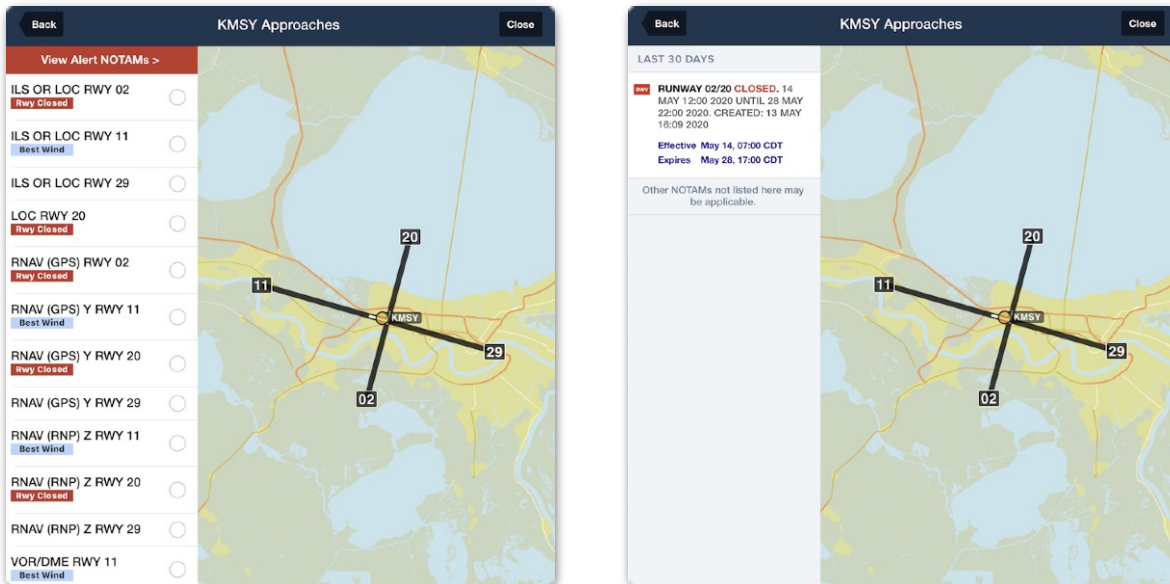 Back
KMSY Approaches
Close
View Alert NOTAMs >
ILS OR LOC RWY 02
Rwy Closed
ILS OR LOC RWY 11
Best Wind
ILS OR LOC RWY 29
LOC RWY 20
Rwy Closed
RNAV (GPS) RWY 02
Rwy Closed
RNAV (GPS) Y RWY 11
Best Wind
RNAV (GPS) Y RWY 20
Rwy Closed
RNAV (GPS) Y RWY 29
RNAV (RNP) Z RWY 11
Best Wind
RNAV (RNP) Z RWY 20
Rwy Closed
RNAV (RNP) Z RWY 29
VOR/DME RWY 11
Best Wind
20
11
KMSY
29
02
Back
KMSY Approaches
Close
LAST 30 DAYS
RWY
RUNWAY 02/20 CLOSED. 14
MAY 12:00 2020 UNTIL 28 MAY
22:00 2020. CREATED: 13 MAY
16:09 2020
Effective May 14, 07:00 CDT
Expires May 28, 17:00 CDT
Other NOTAMs not listed here may
be applicable.
20
11
KMSY
29
02